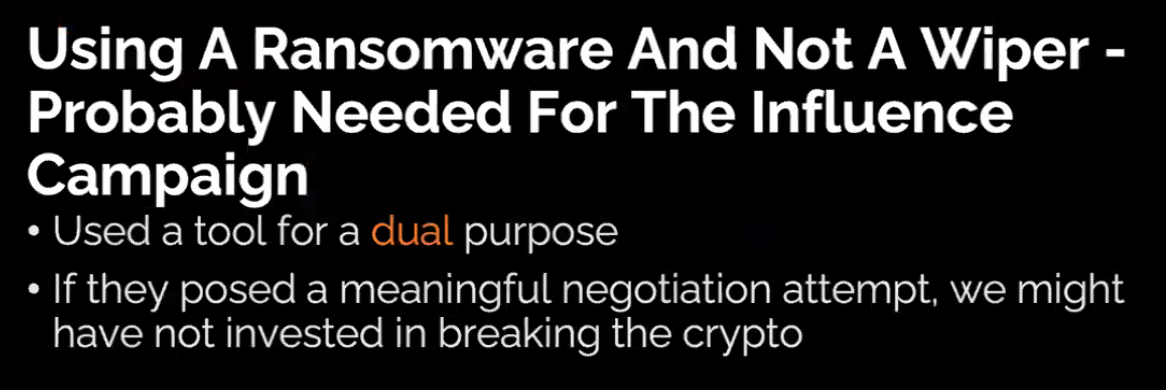 Using A Ransomware And Not A Wiper -
Probably Needed For The Influence
Campaign
• Used a tool for a dual purpose
• If they posed a meaningful negotiation attempt, we might
have not invested in breaking the crypto